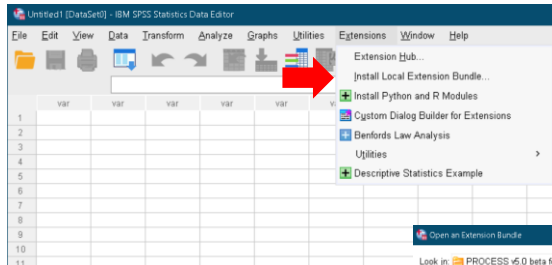 Untitled1 [DataSet0] - IBM SPSS Statistics Data Editor
File Edit View Data Transform Analyze Graphs Utilities Extensions Window Help
Extension Hub...
Install Local Extension Bundle...
Install Python and R Modules
Custom Dialog Builder for Extensions
Benfords Law Analysis
Utilities
Descriptive Statistics Example
var var var var var
1
2
3
4
5
6
7
8
9
10
11
Open an Extension Bundle
Look in: PROCESS v5.0 beta